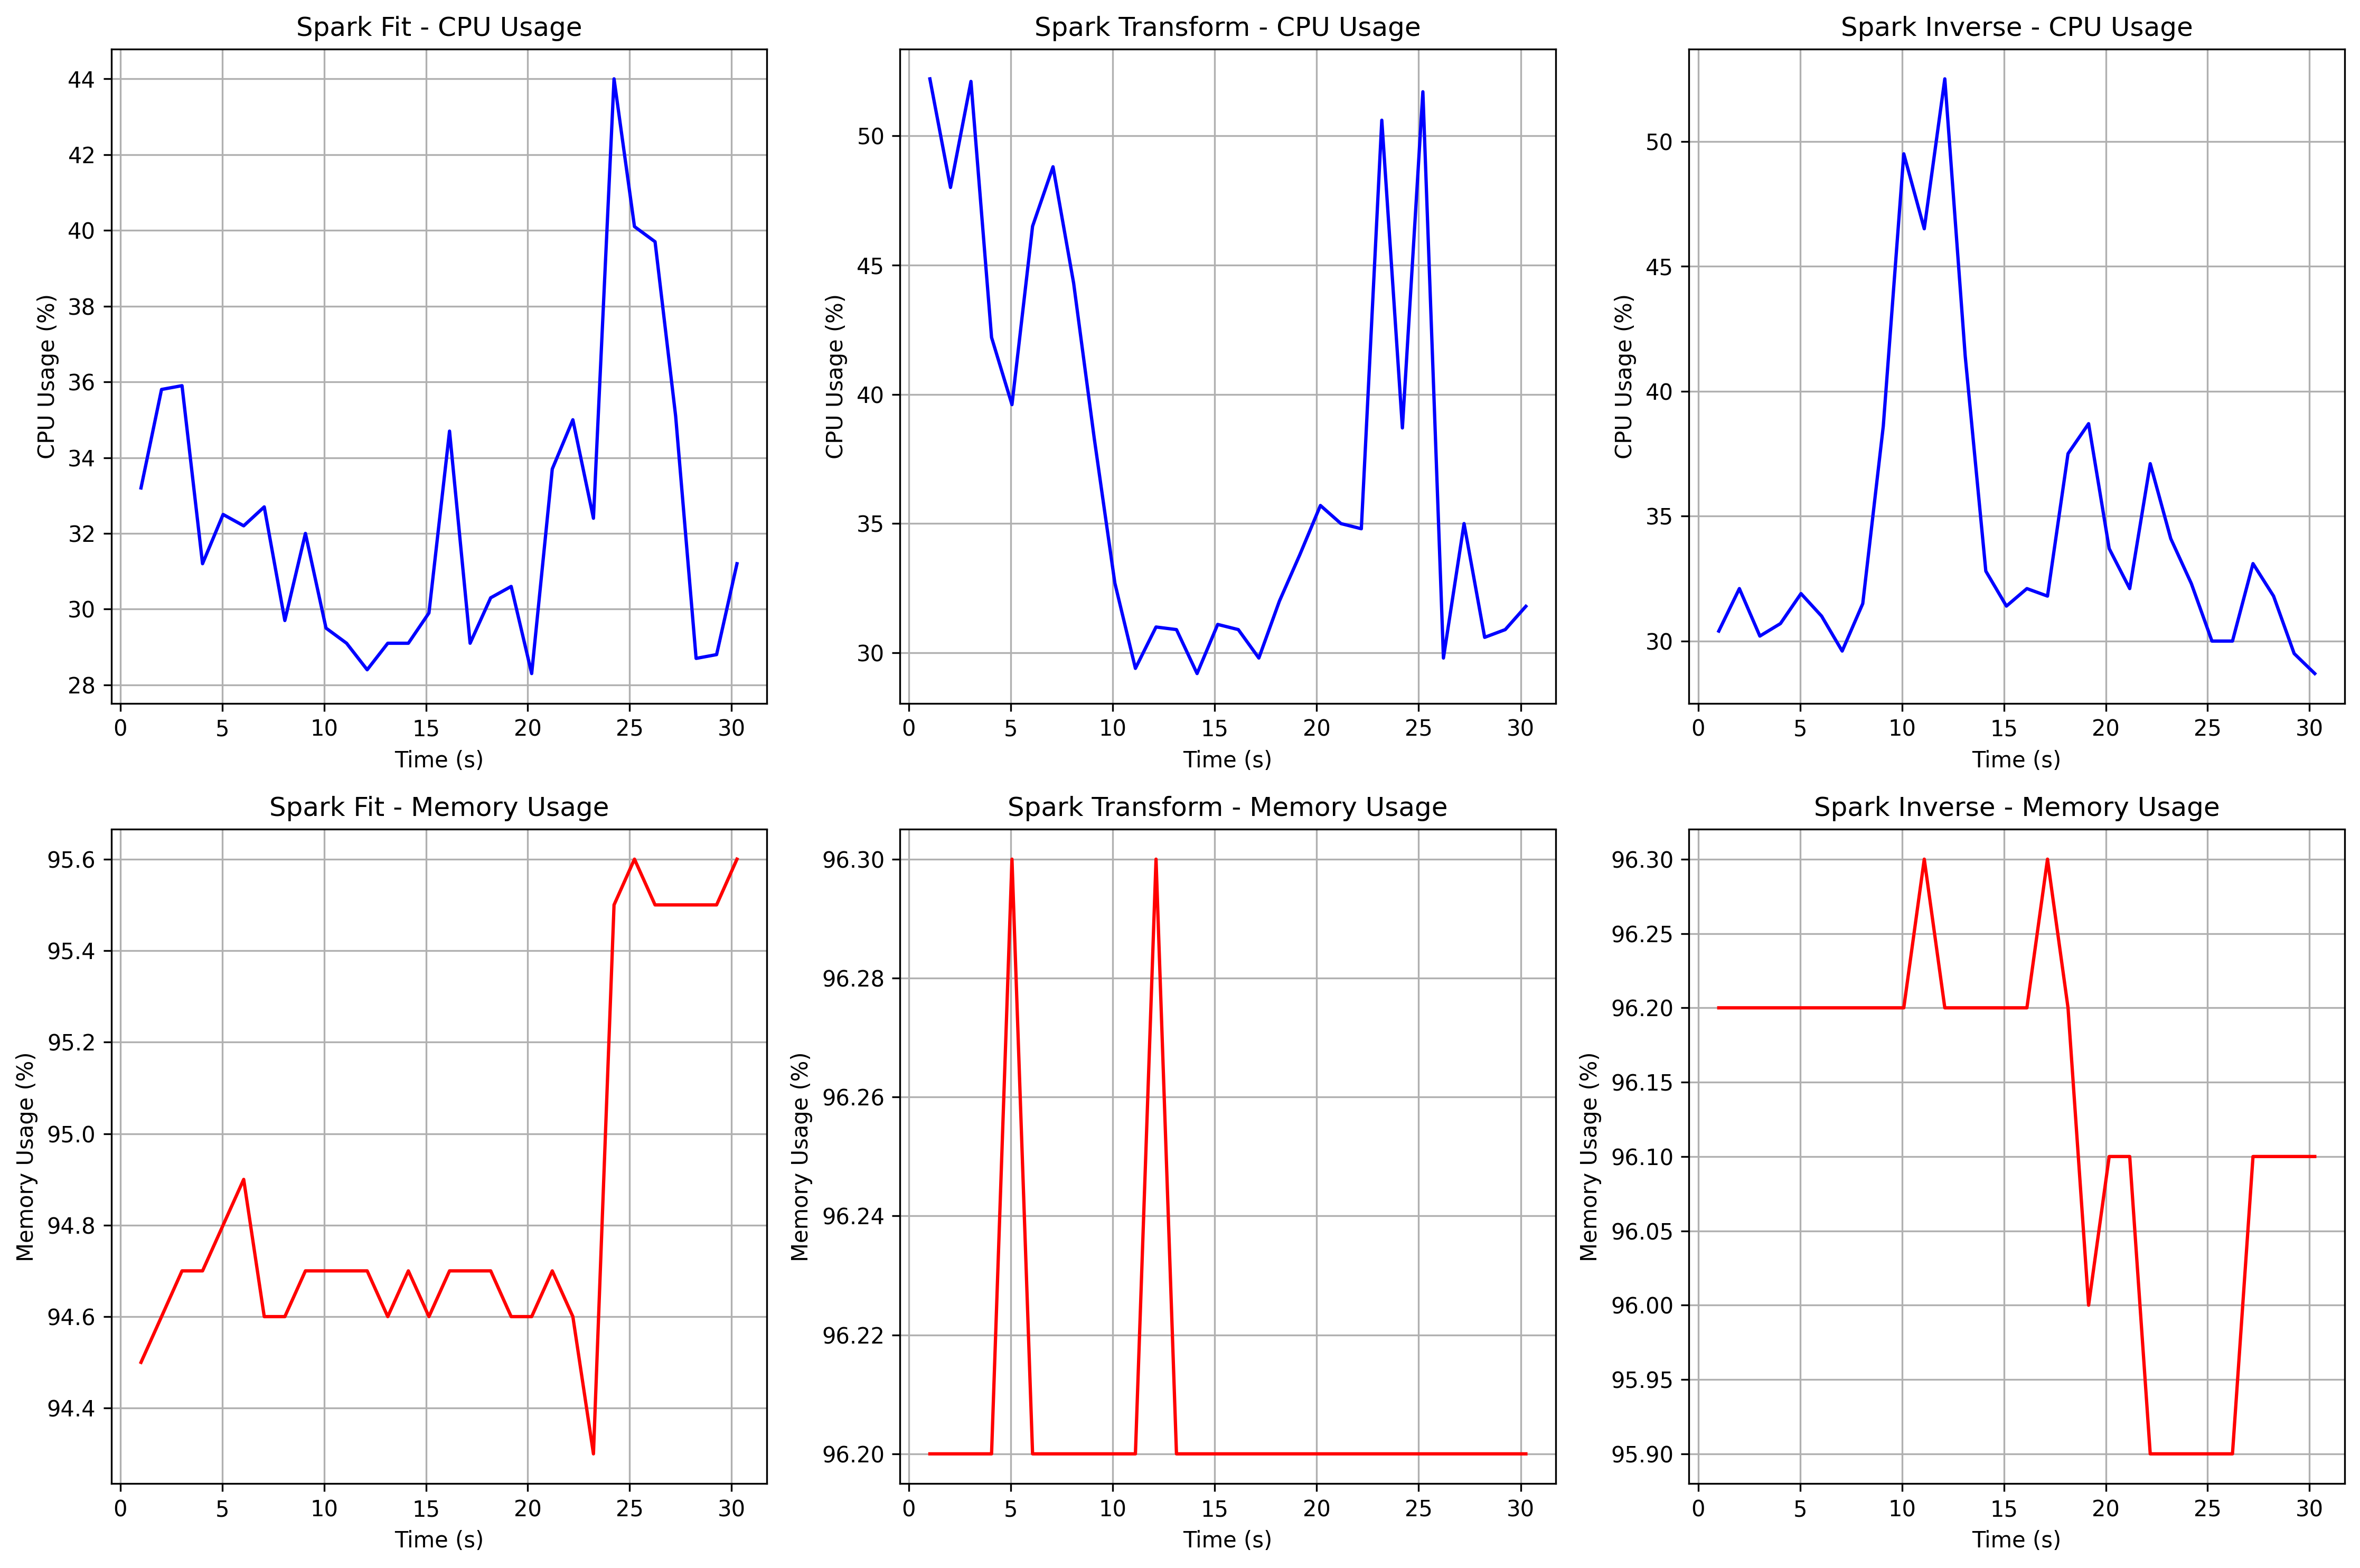 Spark Fit - CPU Usage
44
42
40
38
36
34
32
30
28
CPU Usage (%)
0 5 10 15 20 25 30
Time (s)
Spark Transform - CPU Usage
50
45
40
35
30
CPU Usage (%)
0 5 10 15 20 25 30
Time (s)
Spark Inverse - CPU Usage
50
45
40
35
30
CPU Usage (%)
0 5 10 15 20 25 30
Time (s)
Spark Fit - Memory Usage
95.6
95.4
95.2
95.0
94.8
94.6
94.4
Memory Usage (%)
0 5 10 15 20 25 30
Time (s)
Spark Transform - Memory Usage
96.30
96.28
96.26
96.24
96.22
96.20
Memory Usage (%)
0 5 10 15 20 25 30
Time (s)
Spark Inverse - Memory Usage
96.30
96.25
96.20
96.15
96.10
96.05
96.00
95.95
95.90
Memory Usage (%)
0 5 10 15 20 25 30
Time (s)